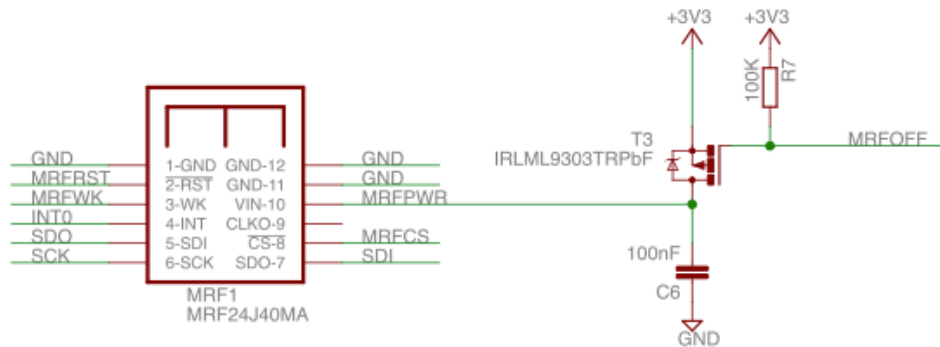 +3V3
+3V3
100K
R7
T3
IRLML9303TRPbF
MRFOFF
GND
1-GND
GND-12
GND
MRFRST
2-RST
GND-11
GND
MRFWK
3-WK
VIN-10
MRFPWR
INT0
4-INT
CLKO-9
SDO
5-SDI
CS-8
MRFCS
SCK
6-SCK
SDO-7
SDI
100nF
C6
MRF1
MRF24J40MA
GND